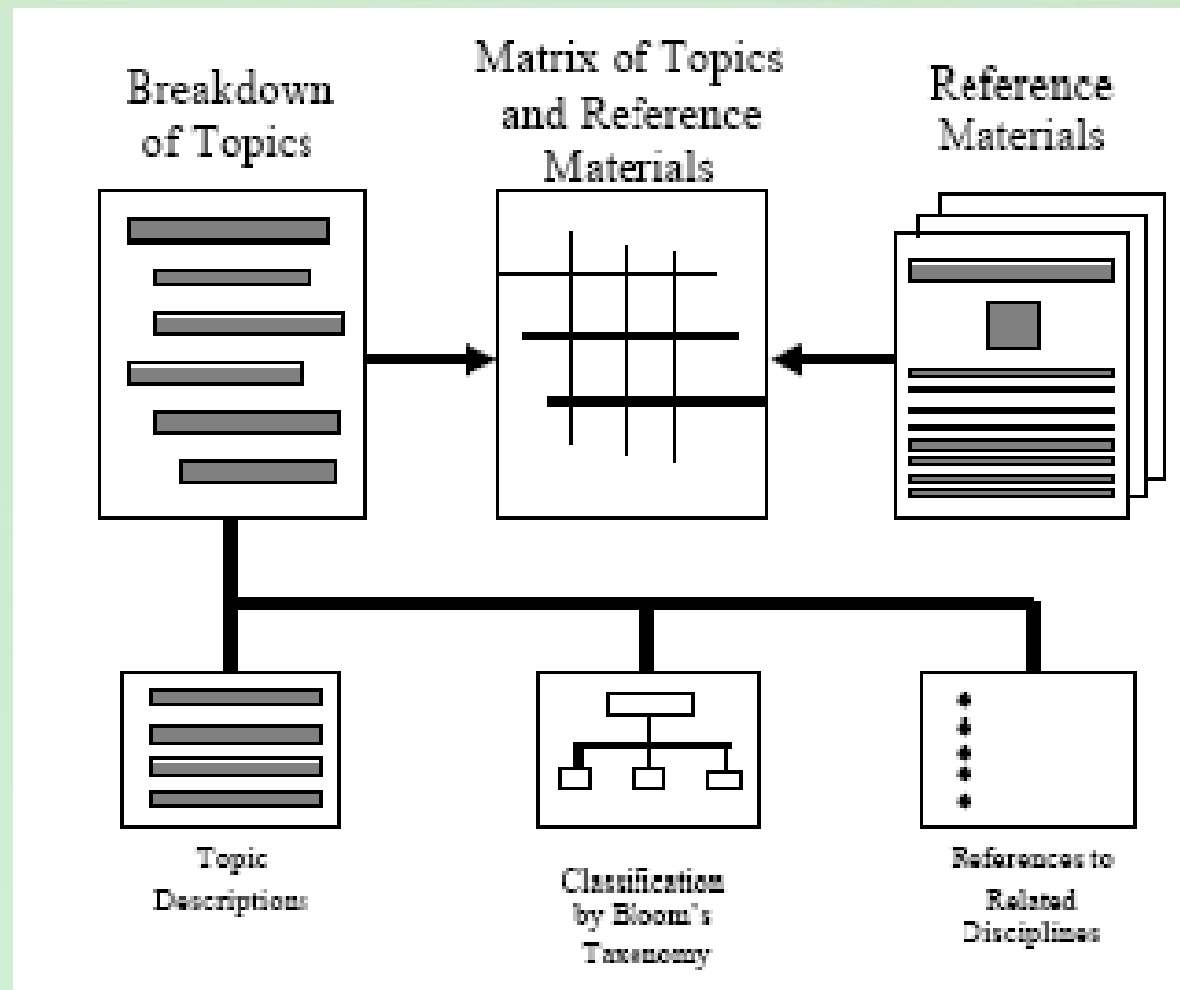 Breakdown
of Topics
Matrix of Topics
and Reference
Materials
Reference
Materials
Topic
Descriptions
Classification
by Bloom's
Taxenomy
References to
Related
Disciplines